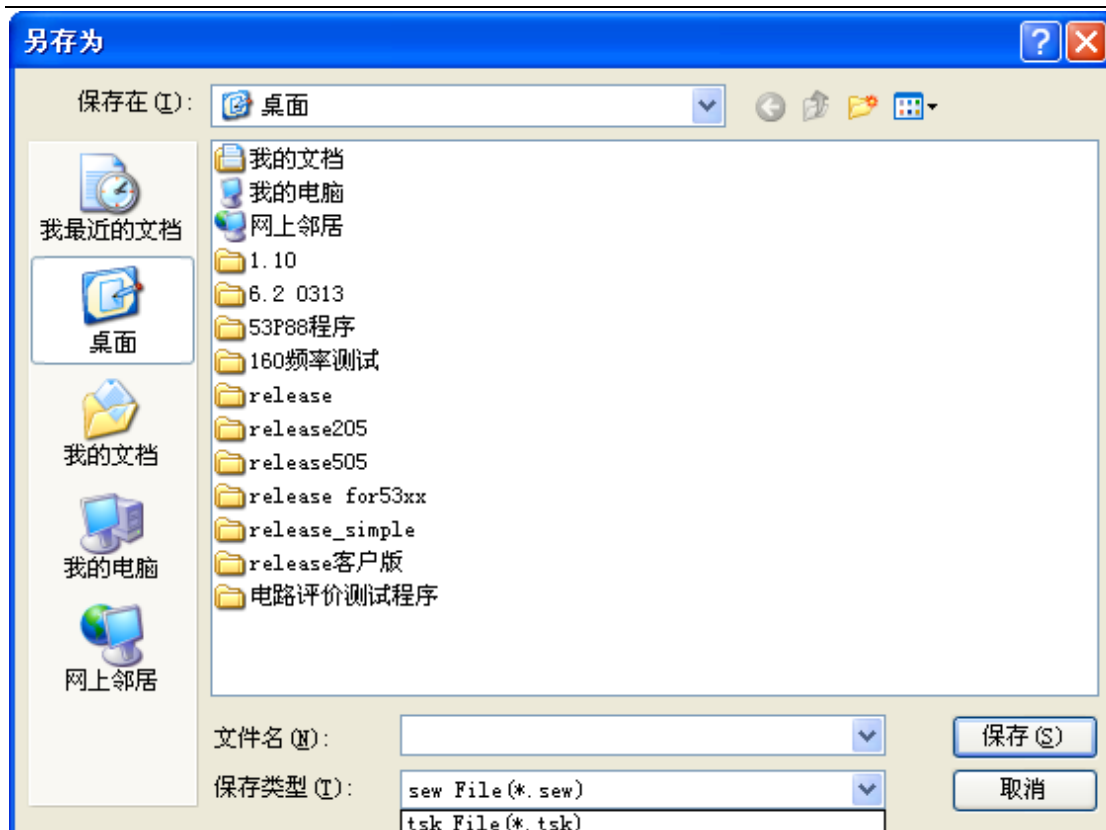 另存为
保存在(I):
桌面
我最近的文档
桌面
我的文档
我的电脑
网上邻居
我的文档
我的电脑
网上邻居
1.10
6.2 0313
53P88程序
160频率测试
release
release205
release505
release for53xx
release_simple
release客户版
电路评价测试程序
文件名(N):
保存(S)
保存类型(T):
sew File(*.sew)
取消
tsk File(*.tsk)